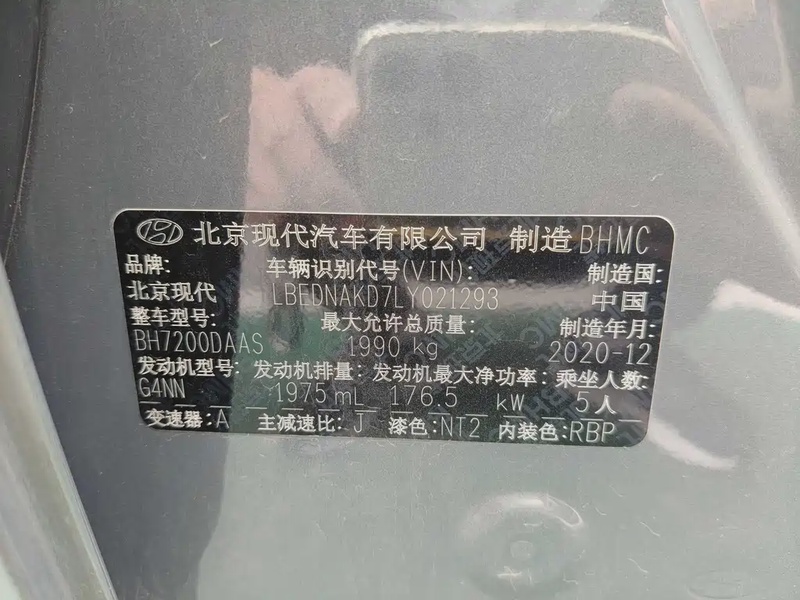 北京现代汽车有限公司 制造 BHMC
品牌: 车辆识别代号(VIN): 制造国:
北京现代 LBEDNAKD7LY021293 中国
整车型号: 最大允许总质量: 制造年月:
BH7200DAAS 1990 kg 2020-12
发动机型号: 发动机排量: 发动机最大净功率: 乘坐人数:
G4NN 1975 mL 176.5 kW 5人
变速器: A 主减速比: J 漆色: NT2 内装色: RBP